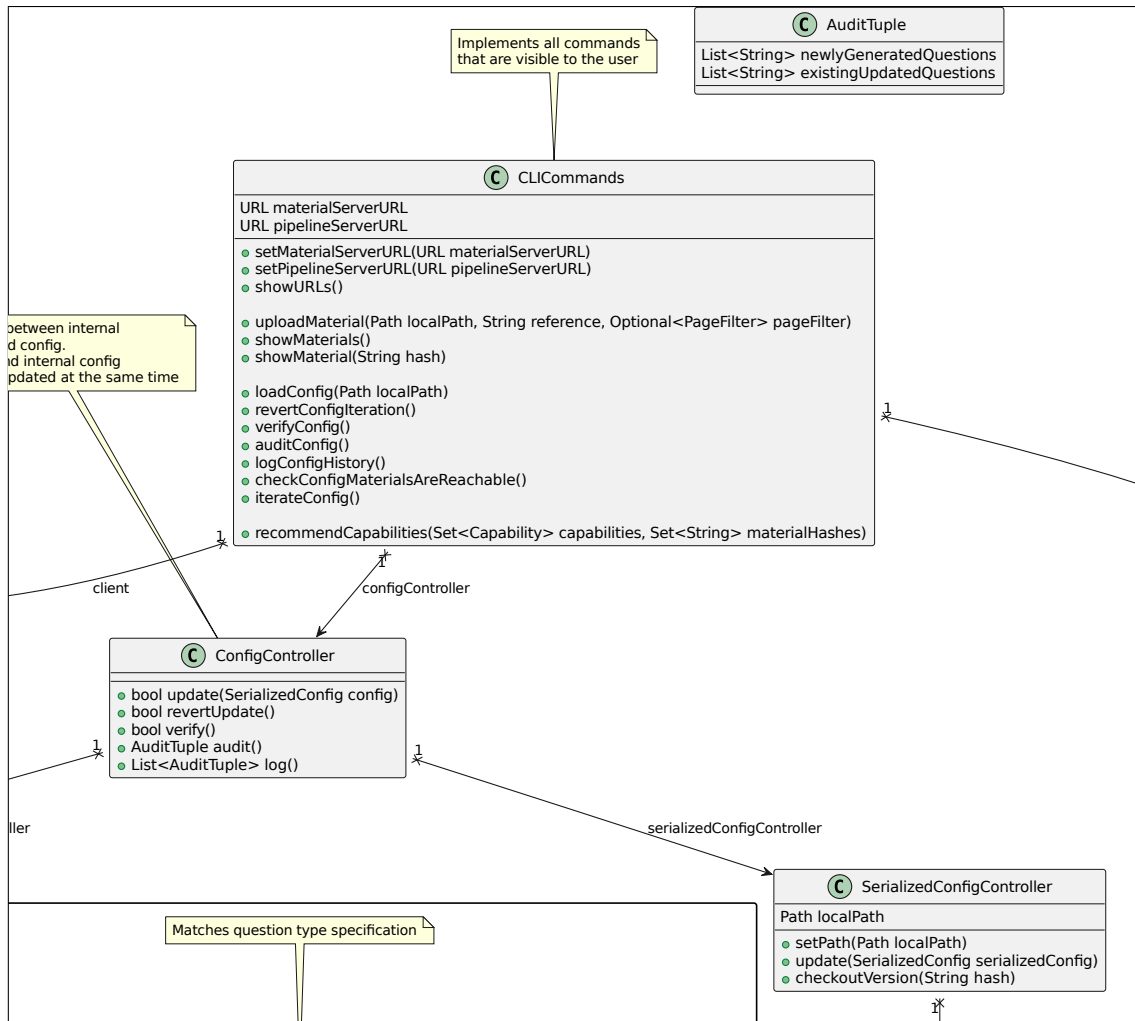 C AuditTuple
List<String> newlyGeneratedQuestions
List<String> existingUpdatedQuestions
Implements all commands
that are visible to the user
C CLICommands
URL materialServerURL
URL pipelineServerURL
setMaterialServerURL(URL materialServerURL)
setPipelineServerURL(URL pipelineServerURL)
showURLs()
uploadMaterial(Path localPath, String reference, Optional<PageFilter> pageFilter)
showMaterials()
showMaterial(String hash)
loadConfig(Path localPath)
revertConfigIteration()
verifyConfig()
auditConfig()
logConfigHistory()
checkConfigMaterialsAreReachable()
iterateConfig()
recommendCapabilities(Set<Capability> capabilities, Set<String> materialHashes)
between internal
d config.
internal config
pdated at the same time
1
1
client
1
configController
C ConfigController
bool update(SerializedConfig config)
bool revertUpdate()
bool verify()
AuditTuple audit()
List<AuditTuple> log()
1
1
ller
serializedConfigController
C SerializedConfigController
Path localPath
setPath(Path localPath)
update(SerializedConfig serializedConfig)
checkoutVersion(String hash)
1
Matches question type specification